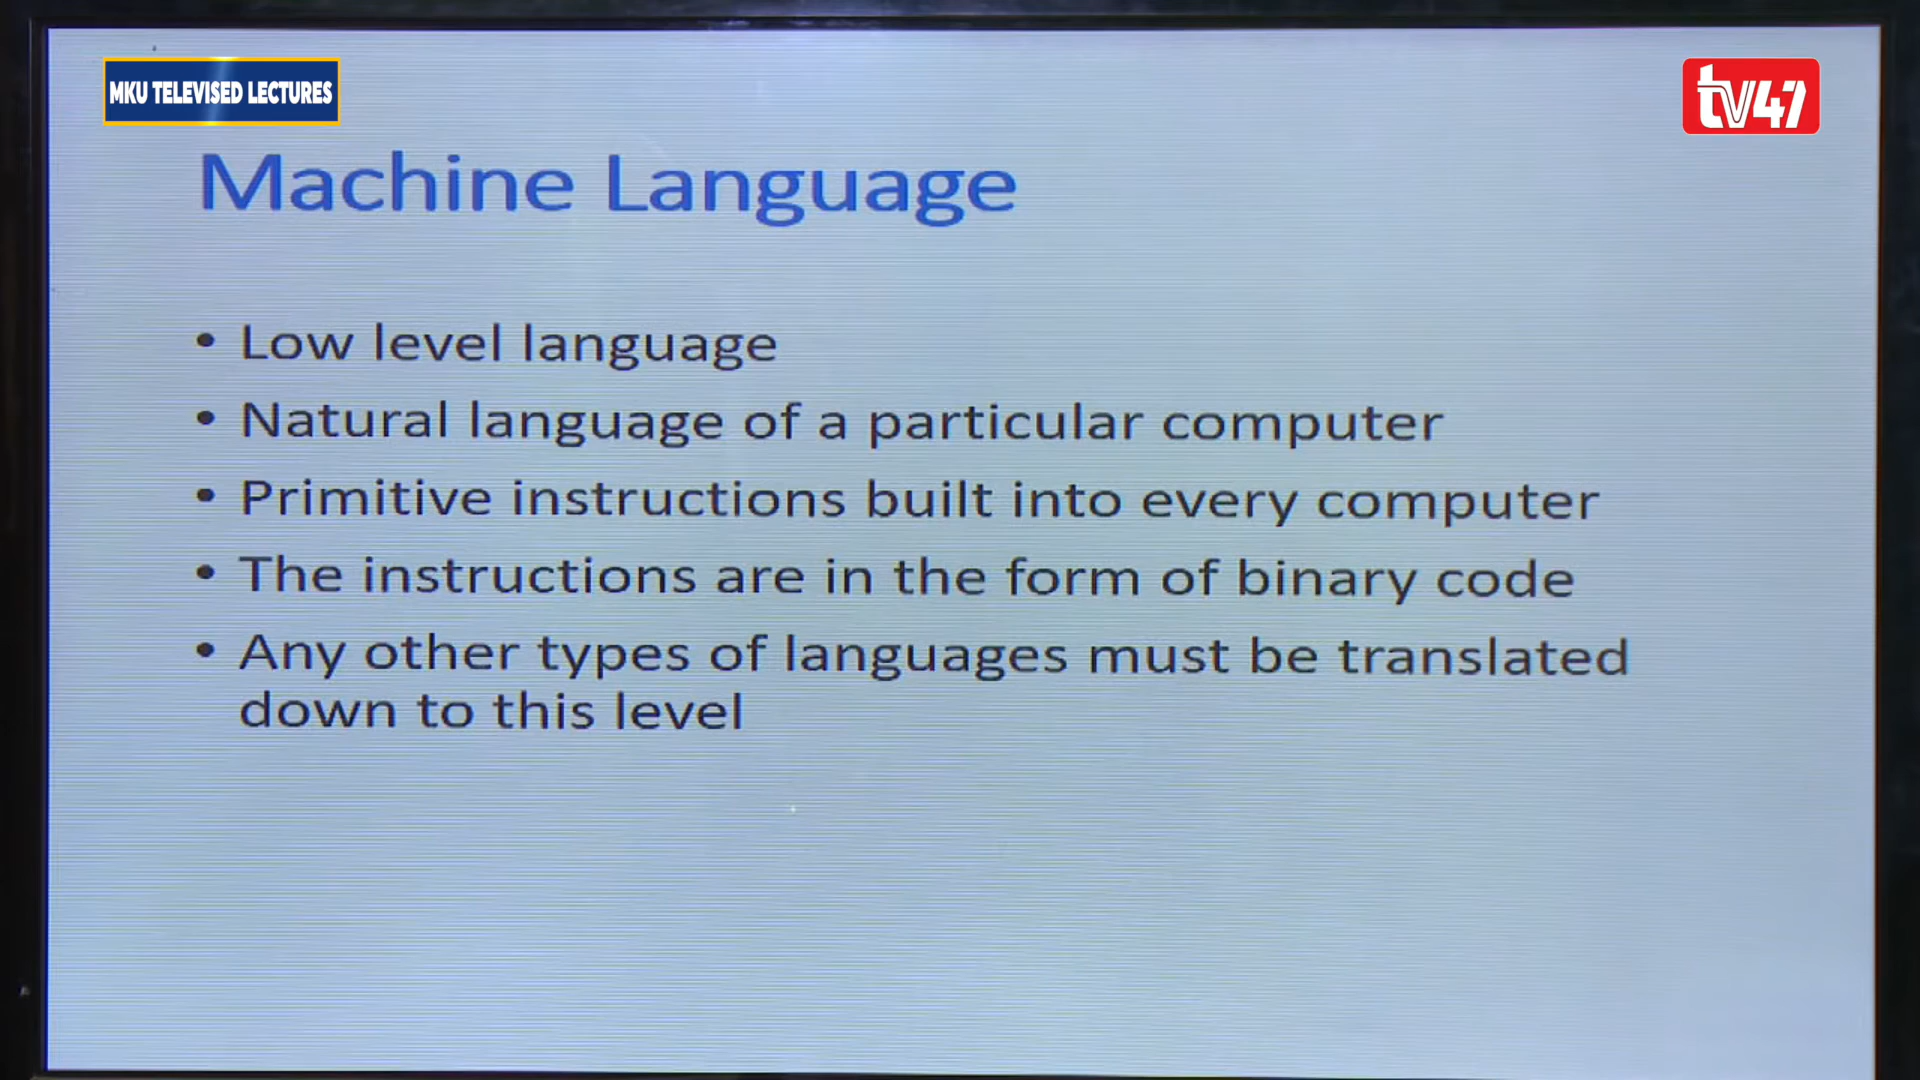 MKU TELEVISED LECTURES
tv47
Machine Language
• Low level language
• Natural language of a particular computer
• Primitive instructions built into every computer
• The instructions are in the form of binary code
• Any other types of languages must be translated
down to this level